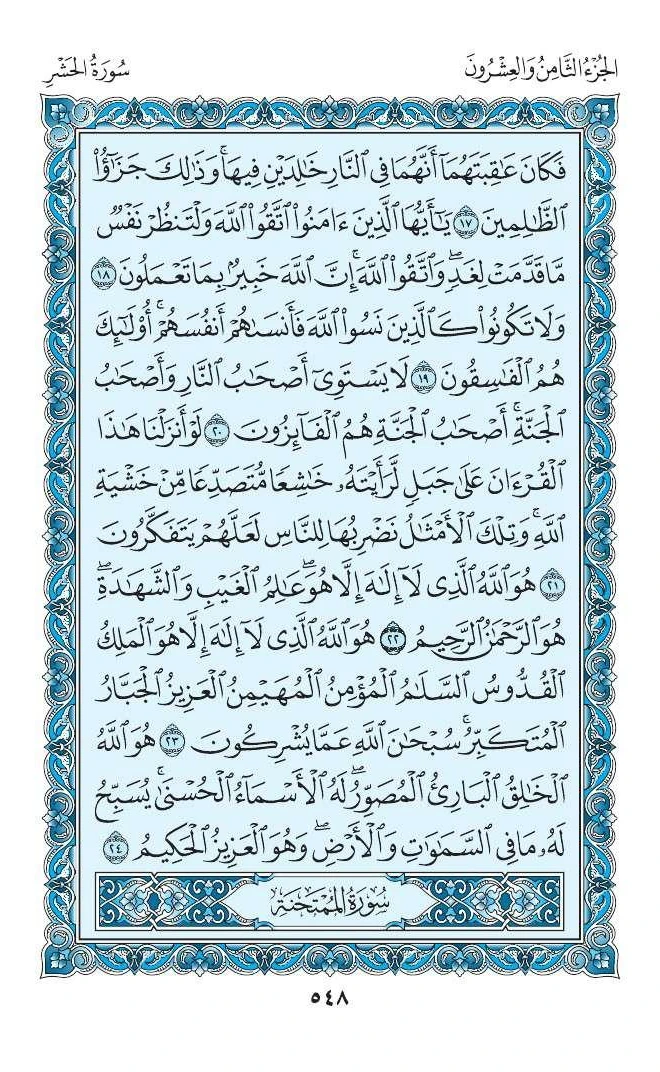 الجُزْءُ الثَّامِنُ وَالعِشْرُونَ
سُورَةُ الحَشْرِ
فَكَانَ عَٰقِبَتَهُمَآ أَنَّهُمَا فِي ٱلنَّارِ خَٰلِدَيْنِ فِيهَاۚ وَذَٰلِكَ جَزَٰٓؤُاْ
ٱلظَّٰلِمِينَ ١٧ يَٰٓأَيُّهَا ٱلَّذِينَ ءَامَنُواْ ٱتَّقُواْ ٱللَّهَ وَلْتَنظُرْ نَفْسٌ
مَّا قَدَّمَتْ لِغَدٖۖ وَٱتَّقُواْ ٱللَّهَۚ إِنَّ ٱللَّهَ خَبِيرُۢ بِمَا تَعْمَلُونَ ١٨
وَلَا تَكُونُواْ كَٱلَّذِينَ نَسُواْ ٱللَّهَ فَأَنسَىٰهُمْ أَنفُسَهُمْۚ أُوْلَٰٓئِكَ
هُمُ ٱلْفَٰسِقُونَ ١٩ لَا يَسْتَوِيٓ أَصْحَٰبُ ٱلنَّارِ وَأَصْحَٰبُ
ٱلْجَنَّةِۚ أَصْحَٰبُ ٱلْجَنَّةِ هُمُ ٱلْفَآئِزُونَ ٢٠ لَوْ أَنزَلْنَا هَٰذَا
ٱلْقُرْءَانَ عَلَىٰ جَبَلٖ لَّرَأَيْتَهُۥ خَٰشِعٗا مُّتَصَدِّعٗا مِّنْ خَشْيَةِ
ٱللَّهِۚ وَتِلْكَ ٱلْأَمْثَٰلُ نَضْرِبُهَا لِلنَّاسِ لَعَلَّهُمْ يَتَفَكَّرُونَ
٢١ هُوَ ٱللَّهُ ٱلَّذِي لَآ إِلَٰهَ إِلَّا هُوَۖ عَٰلِمُ ٱلْغَيْبِ وَٱلشَّهَٰدَةِۖ
هُوَ ٱلرَّحْمَٰنُ ٱلرَّحِيمُ ٢٢ هُوَ ٱللَّهُ ٱلَّذِي لَآ إِلَٰهَ إِلَّا هُوَ ٱلْمَلِكُ
ٱلْقُدُّوسُ ٱلسَّلَٰمُ ٱلْمُؤْمِنُ ٱلْمُهَيْمِنُ ٱلْعَزِيزُ ٱلْجَبَّارُ
ٱلْمُتَكَبِّرُۚ سُبْحَٰنَ ٱللَّهِ عَمَّا يُشْرِكُونَ ٢٣ هُوَ ٱللَّهُ
ٱلْخَٰلِقُ ٱلْبَارِئُ ٱلْمُصَوِّرُۖ لَهُ ٱلْأَسْمَآءُ ٱلْحُسْنَىٰۚ يُسَبِّحُ
لَهُۥ مَا فِي ٱلسَّمَٰوَٰتِ وَٱلْأَرْضِۖ وَهُوَ ٱلْعَزِيزُ ٱلْحَكِيمُ ٢٤
سُورَةُ المُمْتَحنَةِ
٥٤٨